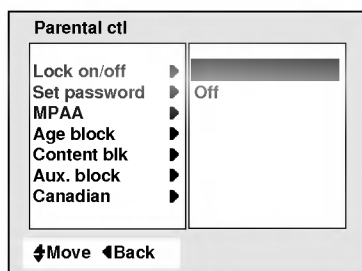 Parental ctl
Lock on/off
Set password
Off
MPAA
Age block
Content blk
Aux. block
Canadian
Move Back